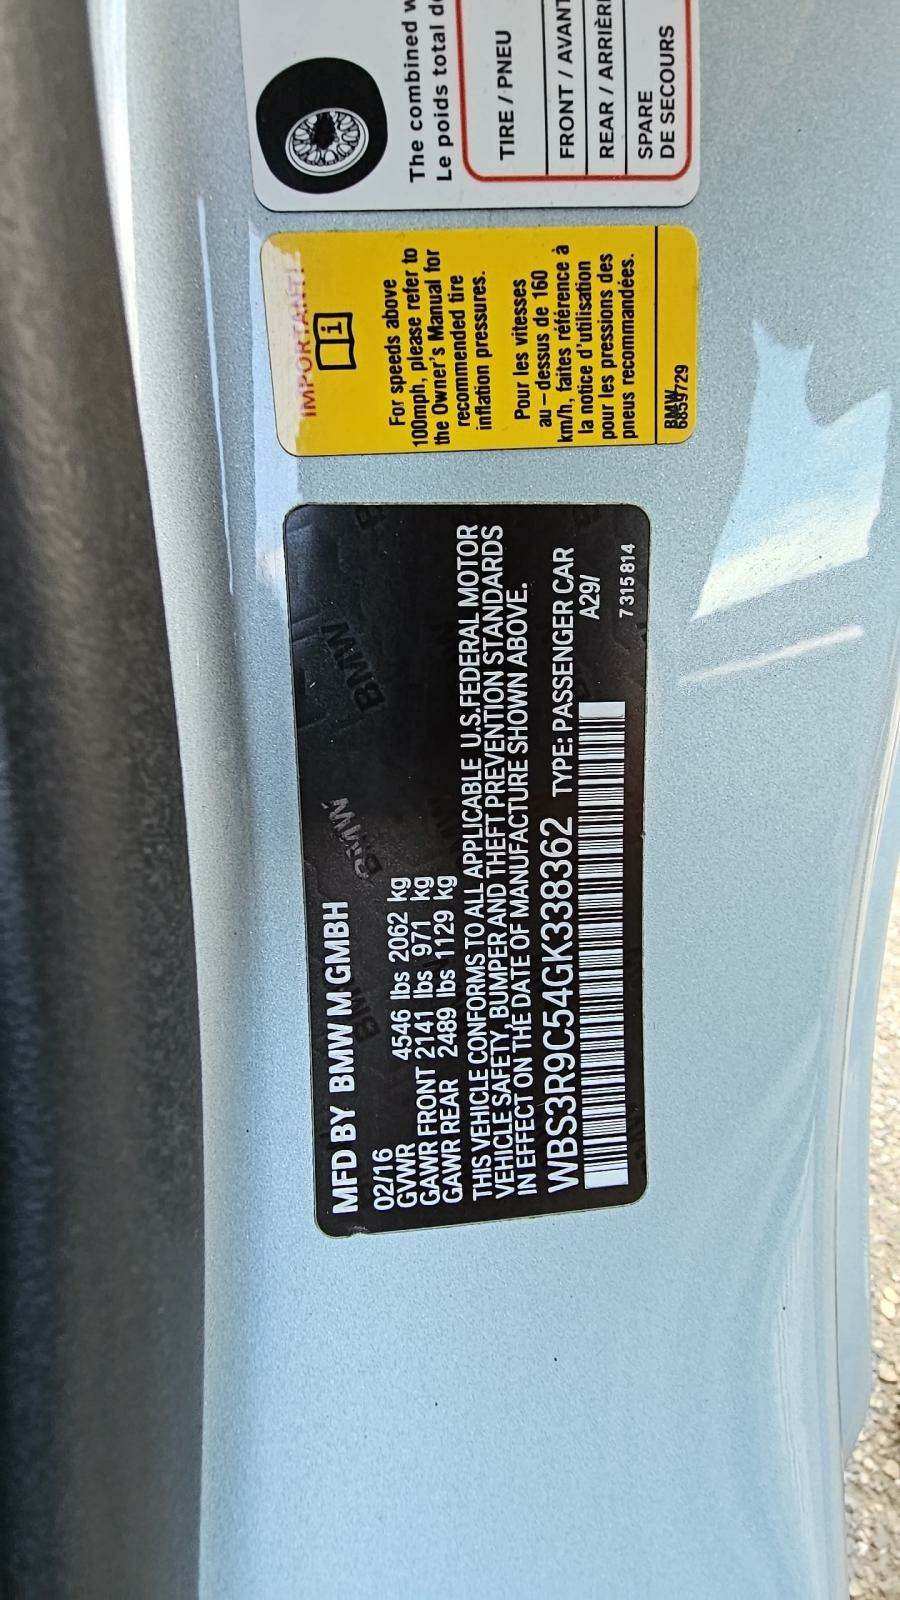 The combined w
Le poids total de
TIRE / PNEU
FRONT / AVANT
REAR / ARRIÈRE
SPARE
DE SECOURS
IMPORTANT!
For speeds above
100mph, please refer to
the Owner's Manual for
recommended tire
inflation pressures.
Pour les vitesses
au – dessus de 160
km/h, faites référence à
la notice d'utilisation
pour les pressions des
pneus recommandées.
BMW
6859729
MFD BY BMW M GMBH
02/16
GVWR 4546 lbs 2062 kg
GAWR FRONT 2141 lbs 971 kg
GAWR REAR 2489 lbs 1129 kg
THIS VEHICLE CONFORMS TO ALL APPLICABLE U.S.FEDERAL MOTOR
VEHICLE SAFETY, BUMPER AND THEFT PREVENTION STANDARDS
IN EFFECT ON THE DATE OF MANUFACTURE SHOWN ABOVE.
WBS3R9C54GK338362 TYPE: PASSENGER CAR
A29/
7 315 814
BMW
BMW